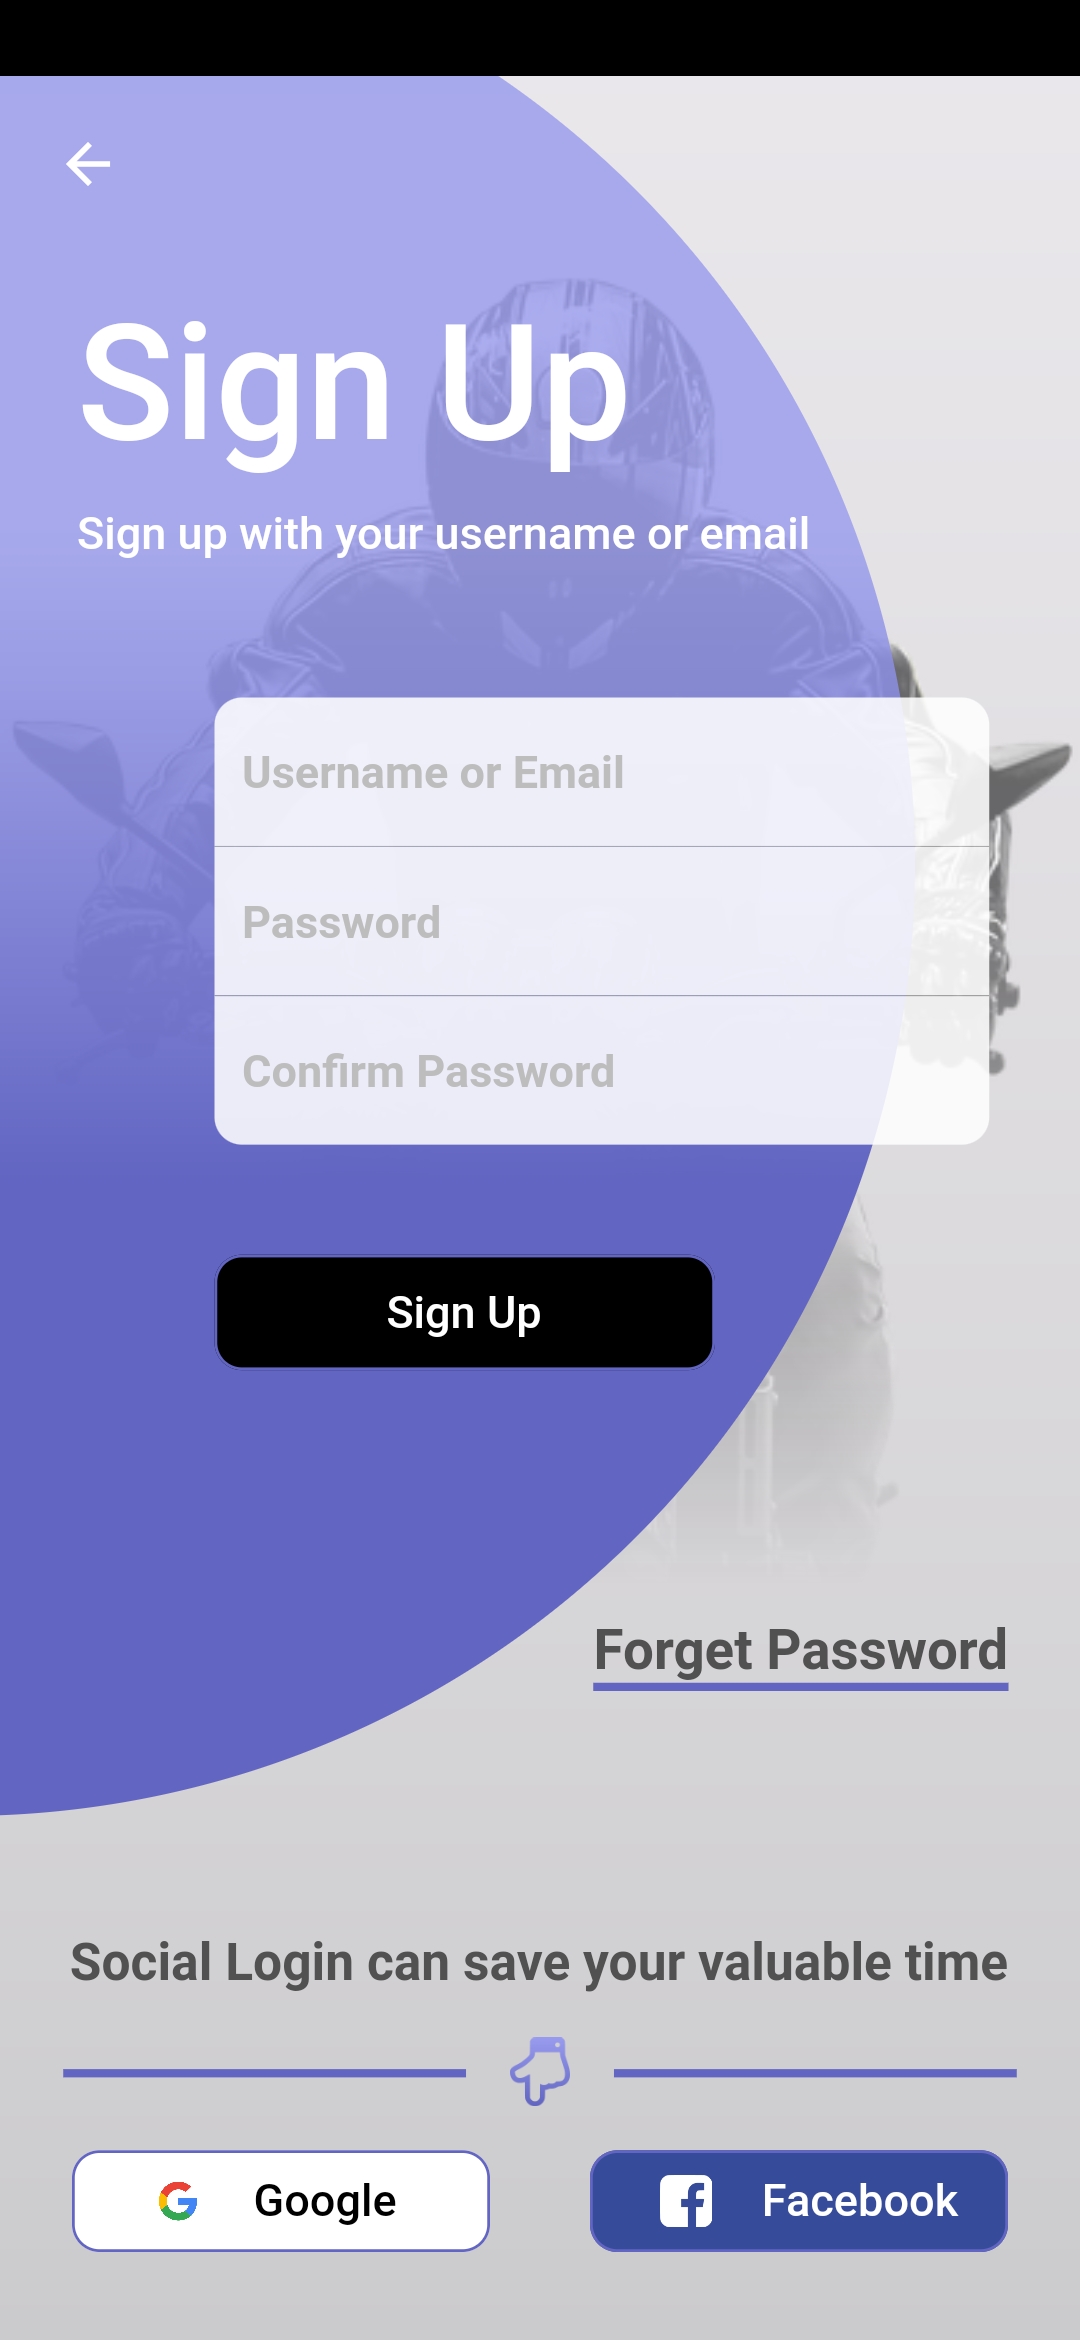 Sign Up
Sign up with your username or email
Username or Email
Password
Confirm Password
Sign Up
Forget Password
Social Login can save your valuable time
Google
Facebook